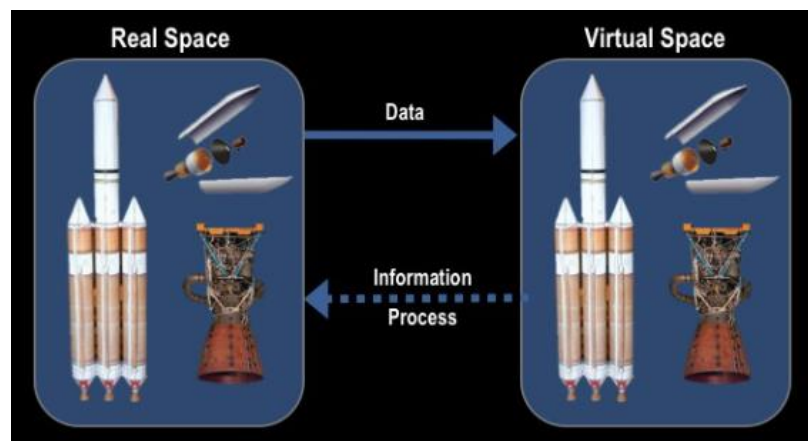 Real Space
Virtual Space
Data
Information
Process